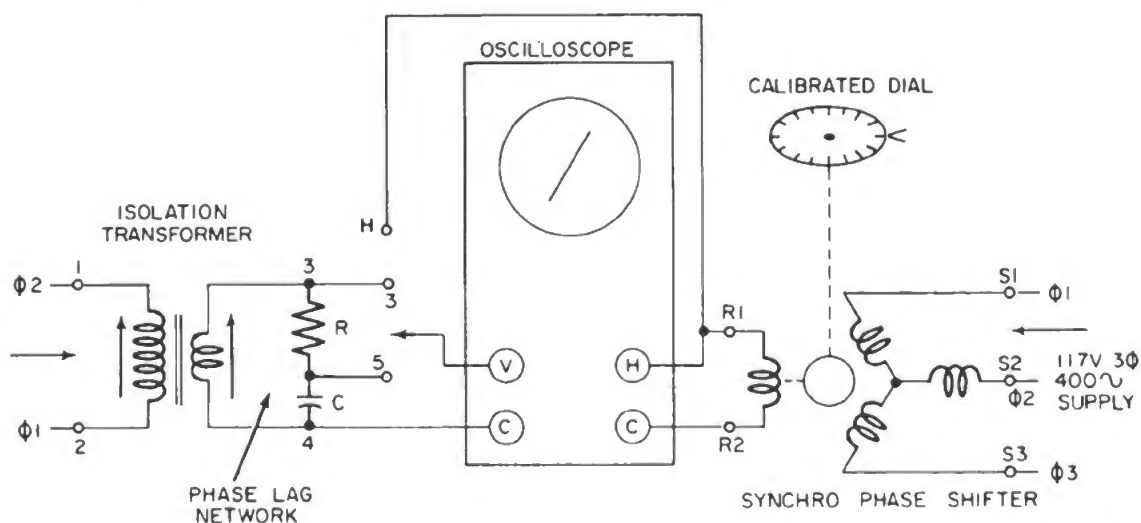 OSCILLOSCOPE
CALIBRATED DIAL
ISOLATION
TRANSFORMER
H
ϕ2
1
3
3
R
5
C
ϕ1
2
4
PHASE LAG
NETWORK
V
H
C
C
R1
R2
S1
ϕ1
S2
ϕ2
117V 3ϕ
400~
SUPPLY
S3
ϕ3
SYNCHRO PHASE SHIFTER